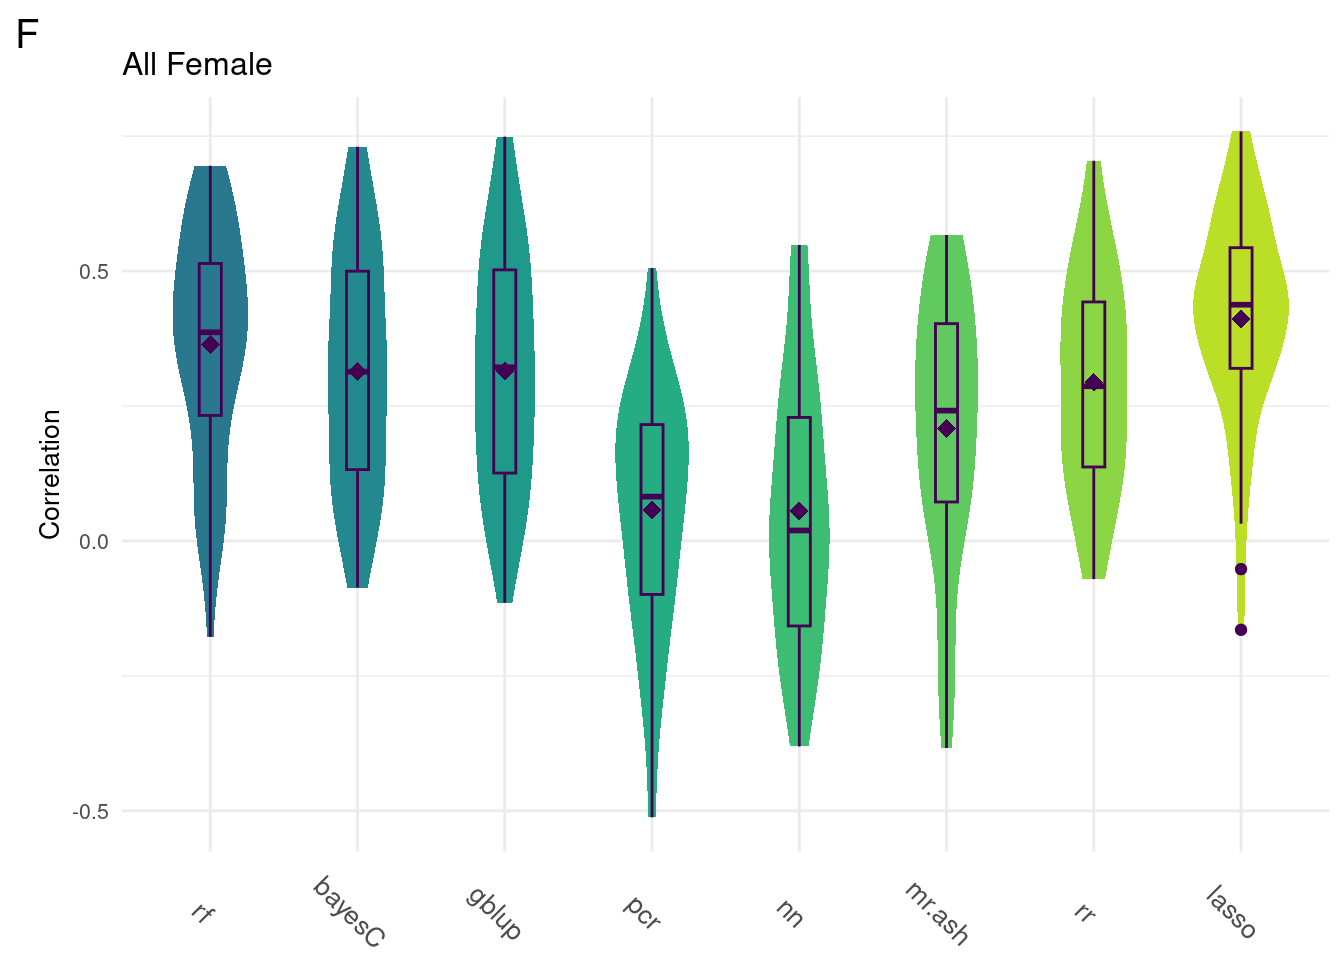 F
All Female
Correlation
0.5
0.0
-0.5
rf
bayesC
gblup
pcr
nn
mr.ash
rr
lasso